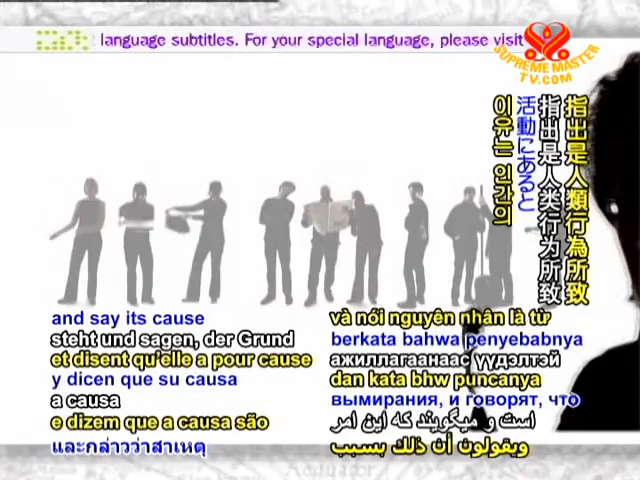 language subtitles. For your special language, please visit
SUPREME MASTER
TV.COM
指出是人類行為所致
指出是人类行为所致
活動にあると
이유는 인간의
and say its cause
steht und sagen, der Grund
et disent qu'elle a pour cause
y dicen que su causa
a causa
e dizem que a causa são
และกล่าวว่าสาเหตุ
và nói nguyên nhân là từ
berkata bahwa penyebabnya
ажиллагаанаас үүдэлтэй
dan kata bhw puncanya
вымирания, и говорят, что
است و میگویند که این امر
ويقولون أن ذلك بسبب